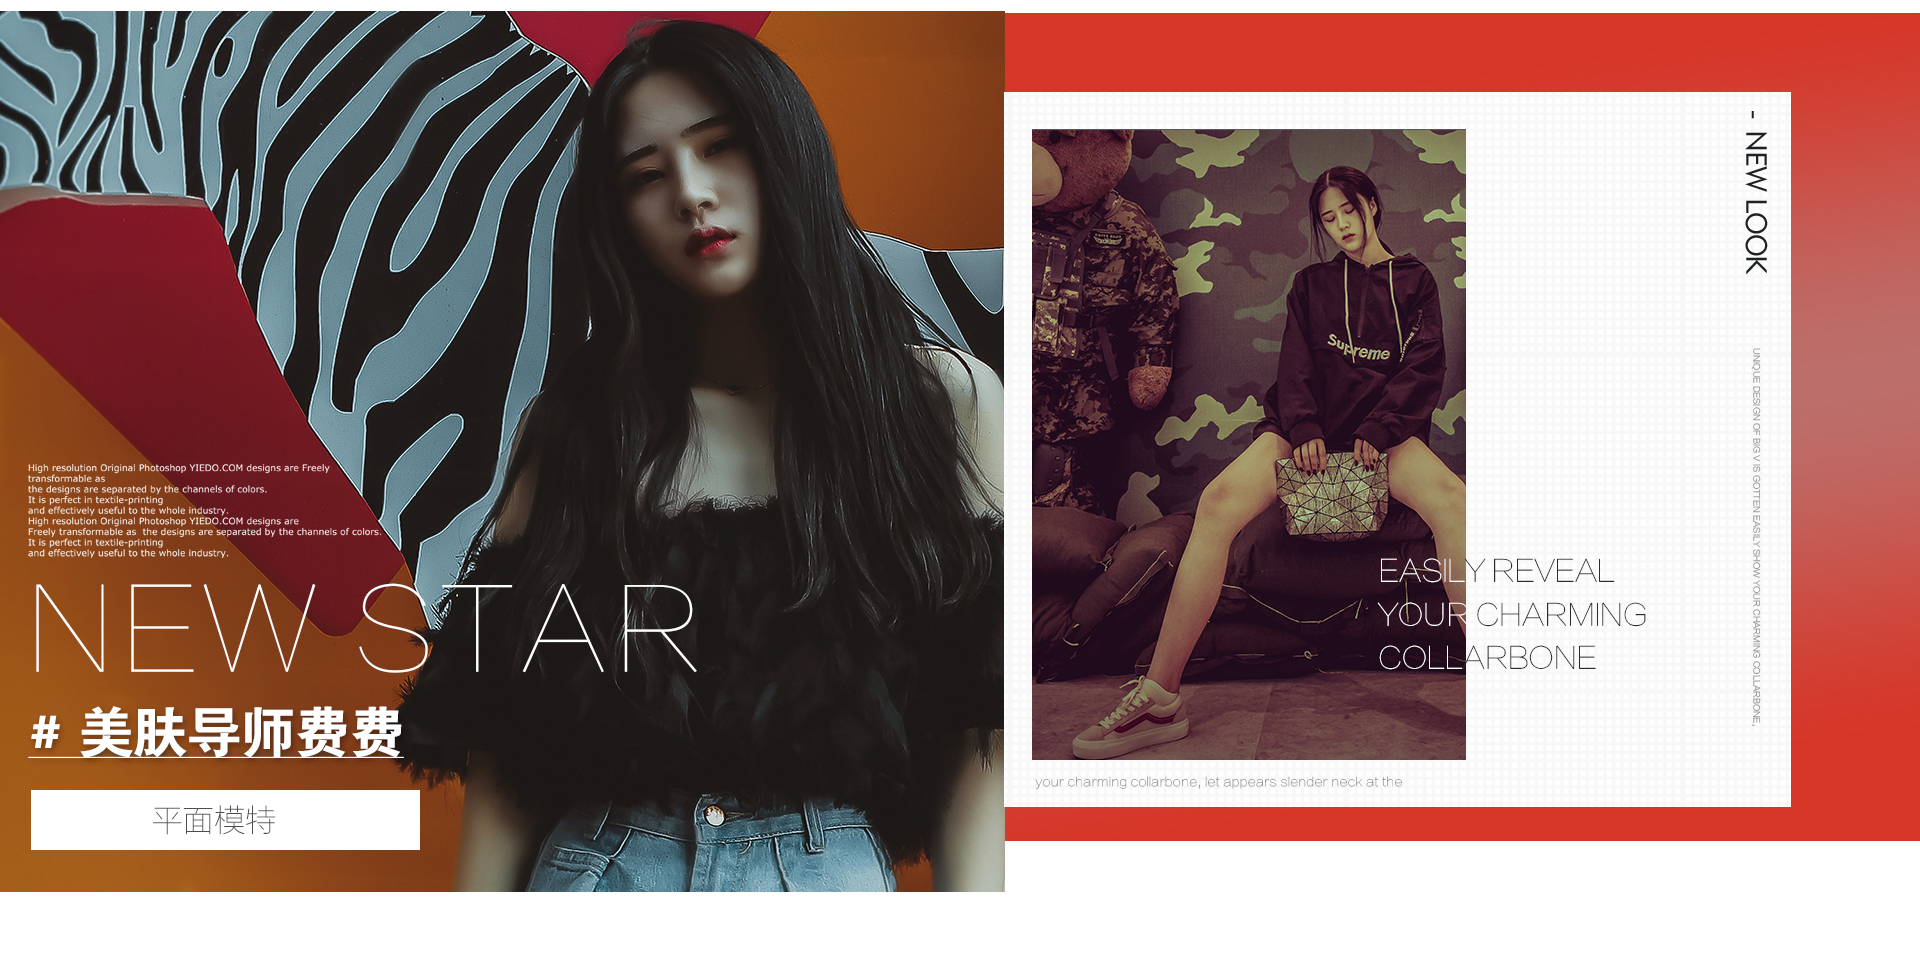 High resolution Original Photoshop YIEDO.COM designs are Freely
transformable as
the designs are separated by the channels of colors.
It is perfect in textile-printing
and effectively useful to the whole industry.
High resolution Original Photoshop YIEDO.COM designs are
Freely transformable as the designs are separated by the channels of colors.
It is perfect in textile-printing
and effectively useful to the whole industry.
NEW STAR
# 美肤导师费费
平面模特
Supreme
EASILY REVEAL
YOUR CHARMING
COLLARBONE
your charming collarbone, let appears slender neck at the
- NEW LOOK
UNIQUE DESIGN OF BIG V IS GOTTEN EASILY SHOW YOUR CHARMING COLLARBONE,